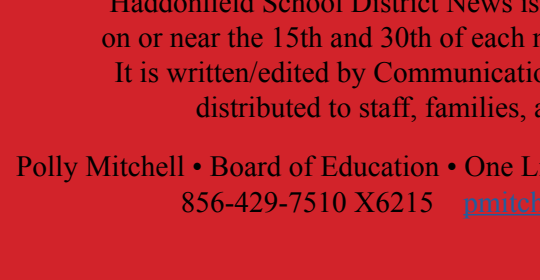 Haddonfield School District News is
on or near the 15th and 30th of each
It is written/edited by
distributed to staff, families,
Polly Mitchell • Board of Education • One
856-429-7510 X6215